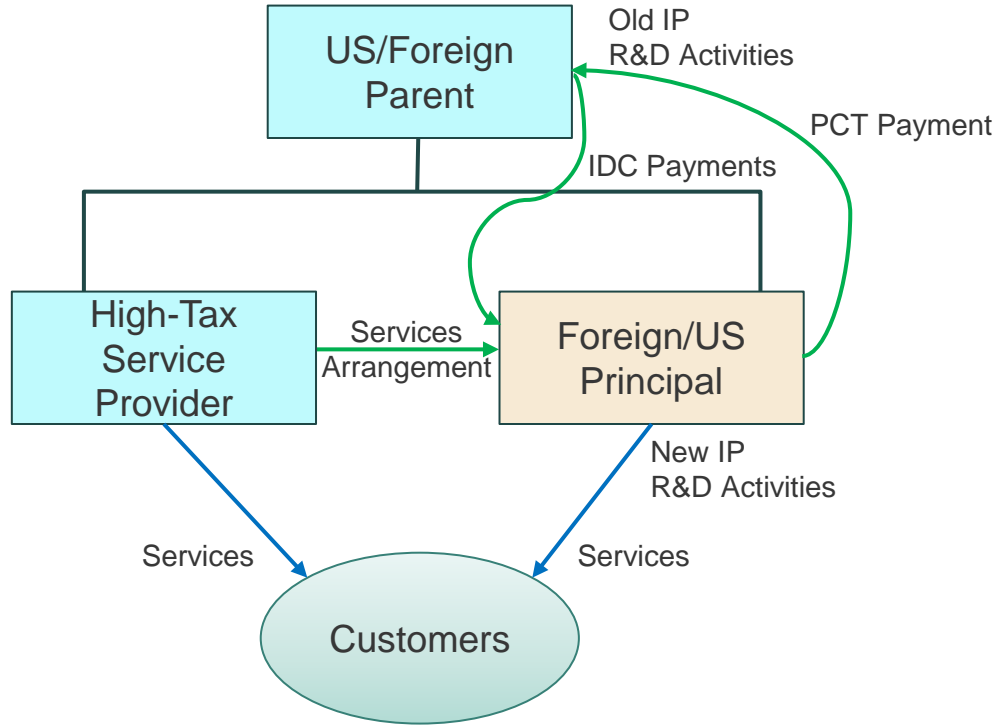 US/Foreign
Parent
Old IP
R&D Activities
PCT Payment
IDC Payments
High-Tax
Service
Provider
Services
Arrangement
Foreign/US
Principal
New IP
R&D Activities
Services
Services
Customers